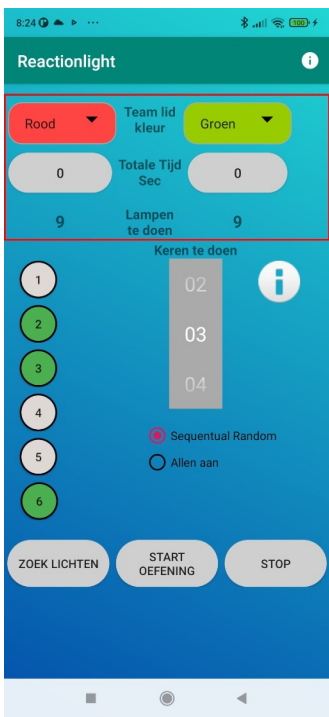 8:24
100
Reactionlight
Rood
Team lid
kleur
Groen
0
Totale Tijd
Sec
0
9
Lampen
te doen
9
Keren te doen
1
02
2
03
3
04
4
Sequentual Random
5
Allen aan
6
ZOEK LICHTEN
START
OEFENING
STOP